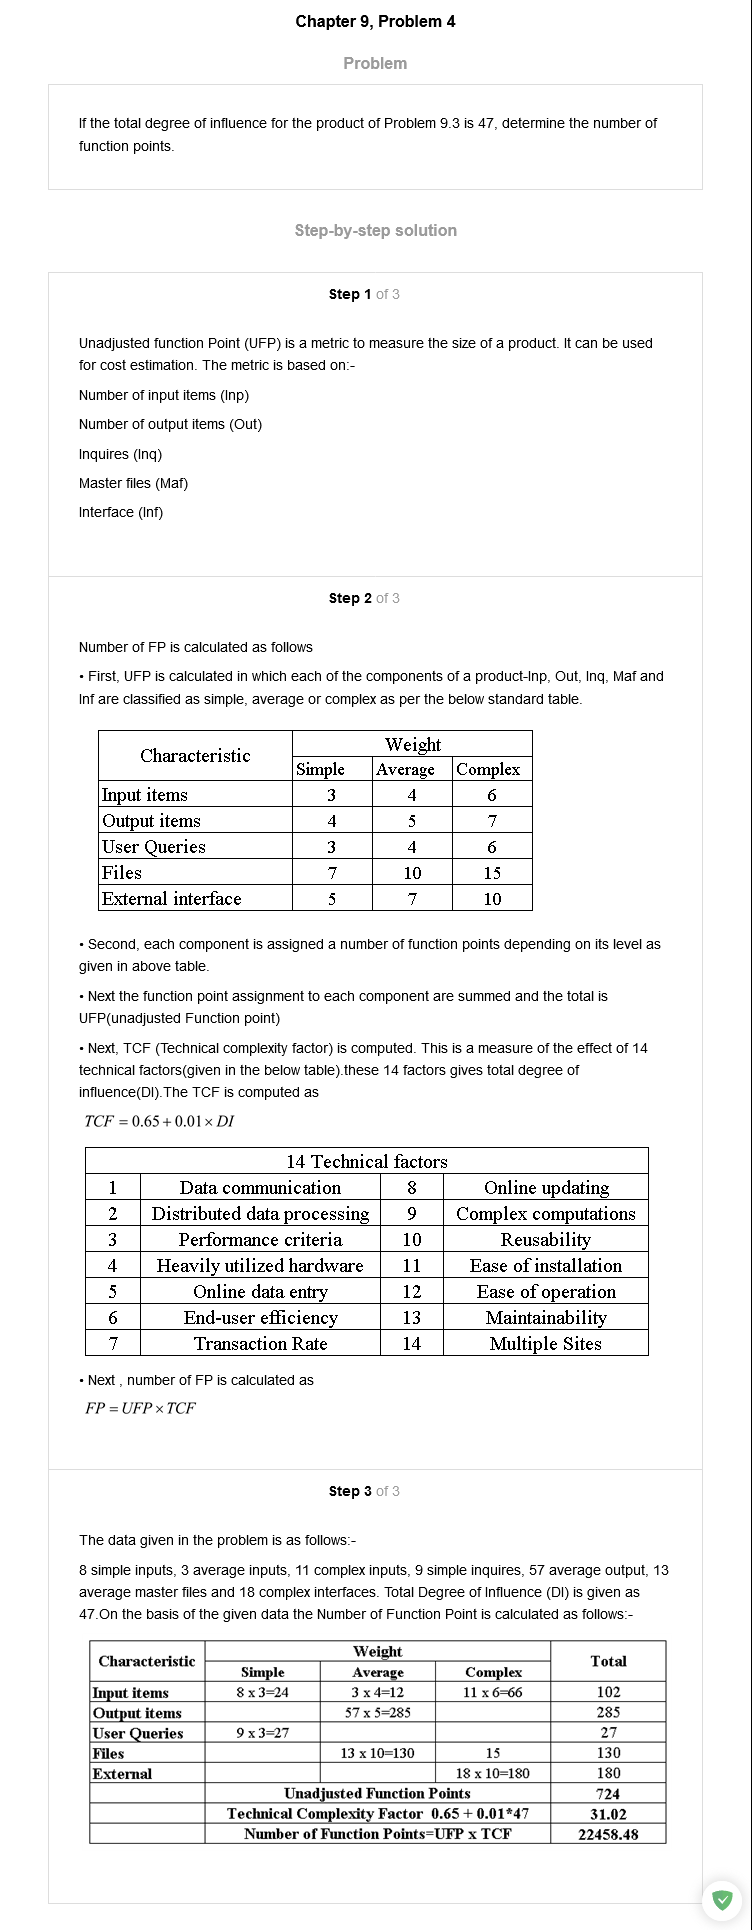 Chapter 9, Problem 4
Problem
If the total degree of influence for the product of Problem 9.3 is 47, determine the number of
function points.
Step-by-step solution
Step 1 of 3
Unadjusted function Point (UFP) is a metric to measure the size of a product. It can be used
for cost estimation. The metric is based on:-
Number of input items (Inp)
Number of output items (Out)
Inquires (Inq)
Master files (Maf)
Interface (Inf)
Step 2 of 3
Number of FP is calculated as follows
• First, UFP is calculated in which each of the components of a product-Inp, Out, Inq, Maf and
Inf are classified as simple, average or complex as per the below standard table.
Characteristic Weight
Simple Average Complex
Input items 3 4 6
Output items 4 5 7
User Queries 3 4 6
Files 7 10 15
External interface 5 7 10
• Second, each component is assigned a number of function points depending on its level as
given in above table.
• Next the function point assignment to each component are summed and the total is
UFP(unadjusted Function point)
• Next, TCF (Technical complexity factor) is computed. This is a measure of the effect of 14
technical factors(given in the below table).these 14 factors gives total degree of
influence(DI).The TCF is computed as
TCF = 0.65 + 0.01 × DI
14 Technical factors
1 Data communication 8 Online updating
2 Distributed data processing 9 Complex computations
3 Performance criteria 10 Reusability
4 Heavily utilized hardware 11 Ease of installation
5 Online data entry 12 Ease of operation
6 End-user efficiency 13 Maintainability
7 Transaction Rate 14 Multiple Sites
• Next , number of FP is calculated as
FP = UFP × TCF
Step 3 of 3
The data given in the problem is as follows:-
8 simple inputs, 3 average inputs, 11 complex inputs, 9 simple inquires, 57 average output, 13
average master files and 18 complex interfaces. Total Degree of Influence (DI) is given as
47.On the basis of the given data the Number of Function Point is calculated as follows:-
Characteristic Weight Total
Simple Average Complex
Input items 8 x 3=24 3 x 4=12 11 x 6=66 102
Output items 57 x 5=285 285
User Queries 9 x 3=27 27
Files 13 x 10=130 15 130
External 18 x 10=180 180
Unadjusted Function Points 724
Technical Complexity Factor 0.65 + 0.01*47 31.02
Number of Function Points=UFP x TCF 22458.48